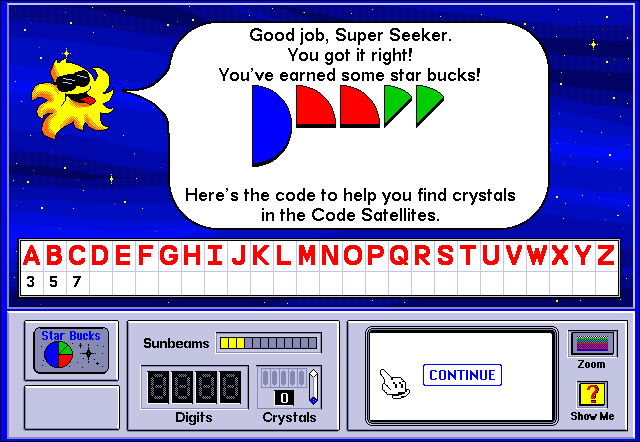 Good job, Super Seeker.
You got it right!
You've earned some star bucks!
Here's the code to help you find crystals
in the Code Satellites.
A B C D E F G H I J K L M N O P Q R S T U V W X Y Z
3 5 7
Star Bucks
Sunbeams
Digits
0
Crystals
CONTINUE
Zoom
?
Show Me